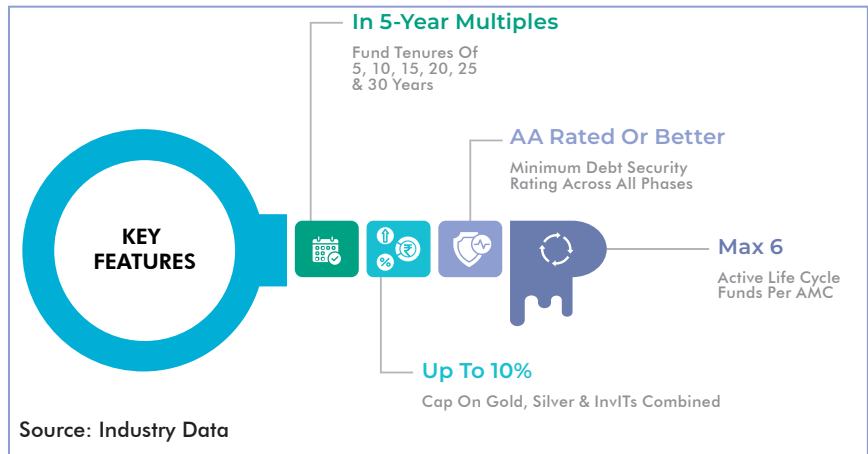 In 5-Year Multiples
Fund Tenures Of
5, 10, 15, 20, 25
& 30 Years
AA Rated Or Better
Minimum Debt Security
Rating Across All Phases
KEY
FEATURES
₹
%
Max 6
Active Life Cycle
Funds Per AMC
Up To 10%
Cap On Gold, Silver & InvITs Combined
Source: Industry Data